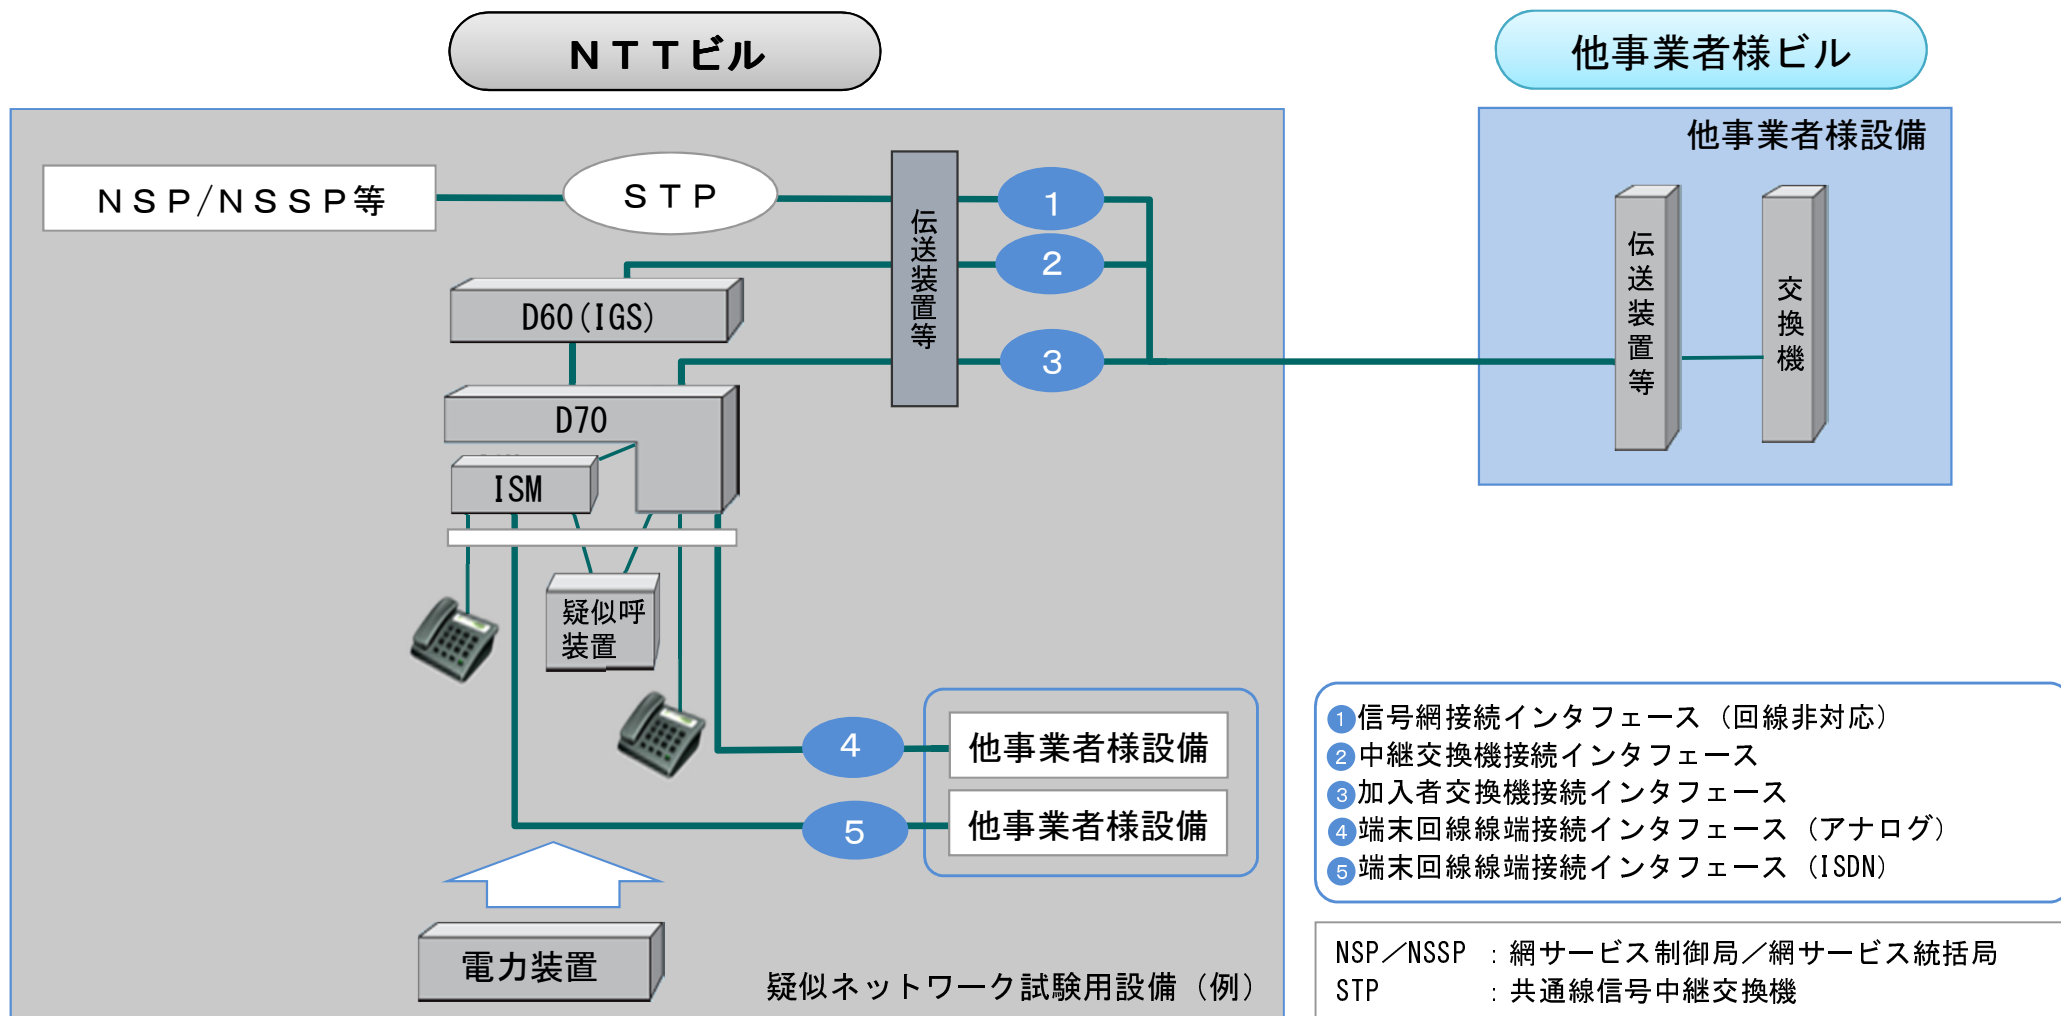 NTTビル
他事業者様ビル
他事業者様設備
NSP/NSSP等
STP
伝送装置等
1
2
3
D60(IGS)
D70
ISM
伝送装置等
交換機
疑似呼
装置
4
他事業者様設備
5
他事業者様設備
電力装置
疑似ネットワーク試験用設備（例）
1信号網接続インタフェース（回線非対応）
2中継交換機接続インタフェース
3加入者交換機接続インタフェース
4端末回線線端接続インタフェース（アナログ）
5端末回線線端接続インタフェース（ISDN）
NSP／NSSP ：網サービス制御局／網サービス統括局
STP ：共通線信号中継交換機